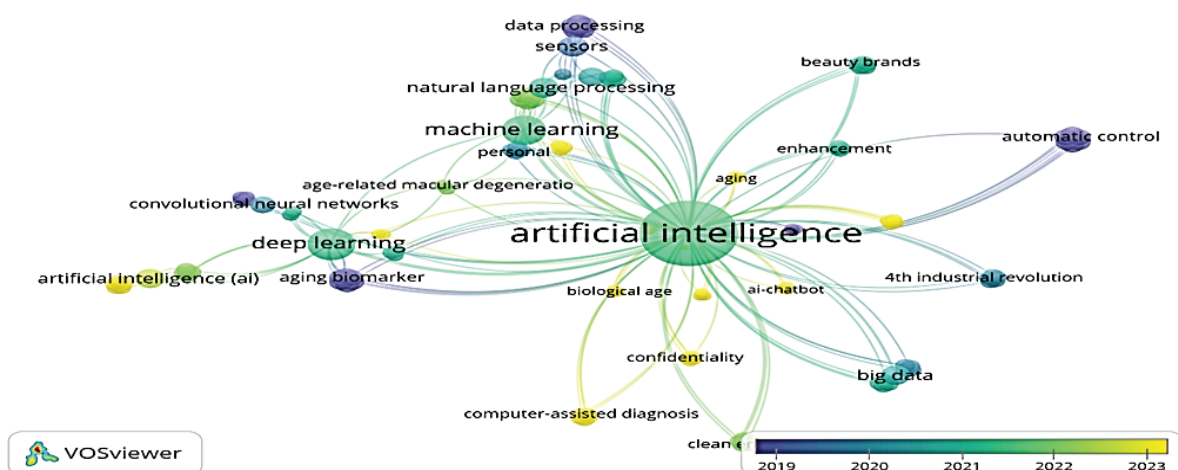 data processing
sensors
beauty brands
natural language processing
machine learning
automatic control
personal
enhancement
age-related macular degeneratio
aging
convolutional neural networks
artificial intelligence
deep learning
artificial intelligence (ai)
aging biomarker
4th industrial revolution
biological age
ai-chatbot
confidentiality
big data
computer-assisted diagnosis
clean er
VOSviewer
2019 2020 2021 2022 2023